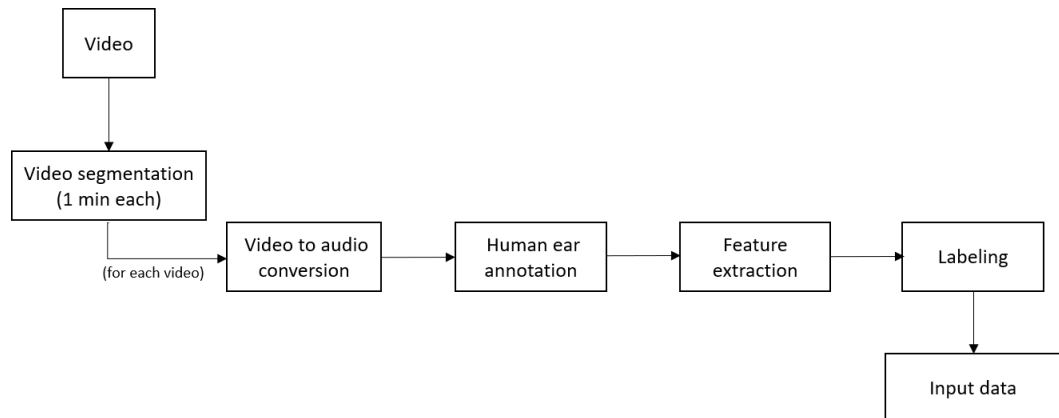 Video
Video segmentation
(1 min each)
(for each video)
Video to audio
conversion
Human ear
annotation
Feature
extraction
Labeling
Input data